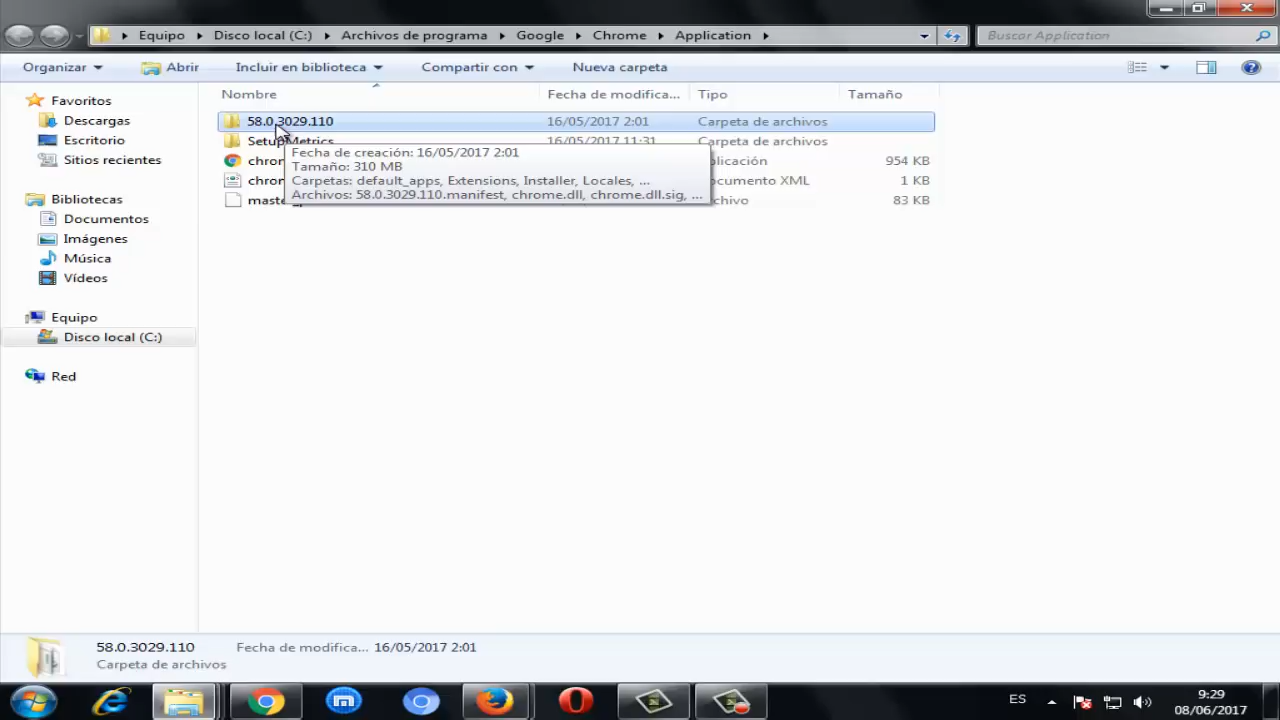 Equipo Disco local (C:) Archivos de programa Google Chrome Application
Buscar Application
Organizar Abrir Incluir en biblioteca Compartir con Nueva carpeta
Nombre Fecha de modifica... Tipo Tamaño
Favoritos
Descargas
Escritorio
Sitios recientes
Bibliotecas
Documentos
Imágenes
Música
Vídeos
Equipo
Disco local (C:)
Red
58.0.3029.110 16/05/2017 2:01 Carpeta de archivos
16/05/2017 11:31 Carpeta de archivos
954 KB
1 KB
83 KB
Fecha de creación: 16/05/2017 2:01
Tamaño: 310 MB
Carpetas: default_apps, Extensions, Installer, Locales, ...
Archivos: 58.0.3029.110.manifest, chrome.dll, chrome.dll.sig, ...
58.0.3029.110 Fecha de modifica... 16/05/2017 2:01
Carpeta de archivos
ES
9:29
08/06/2017